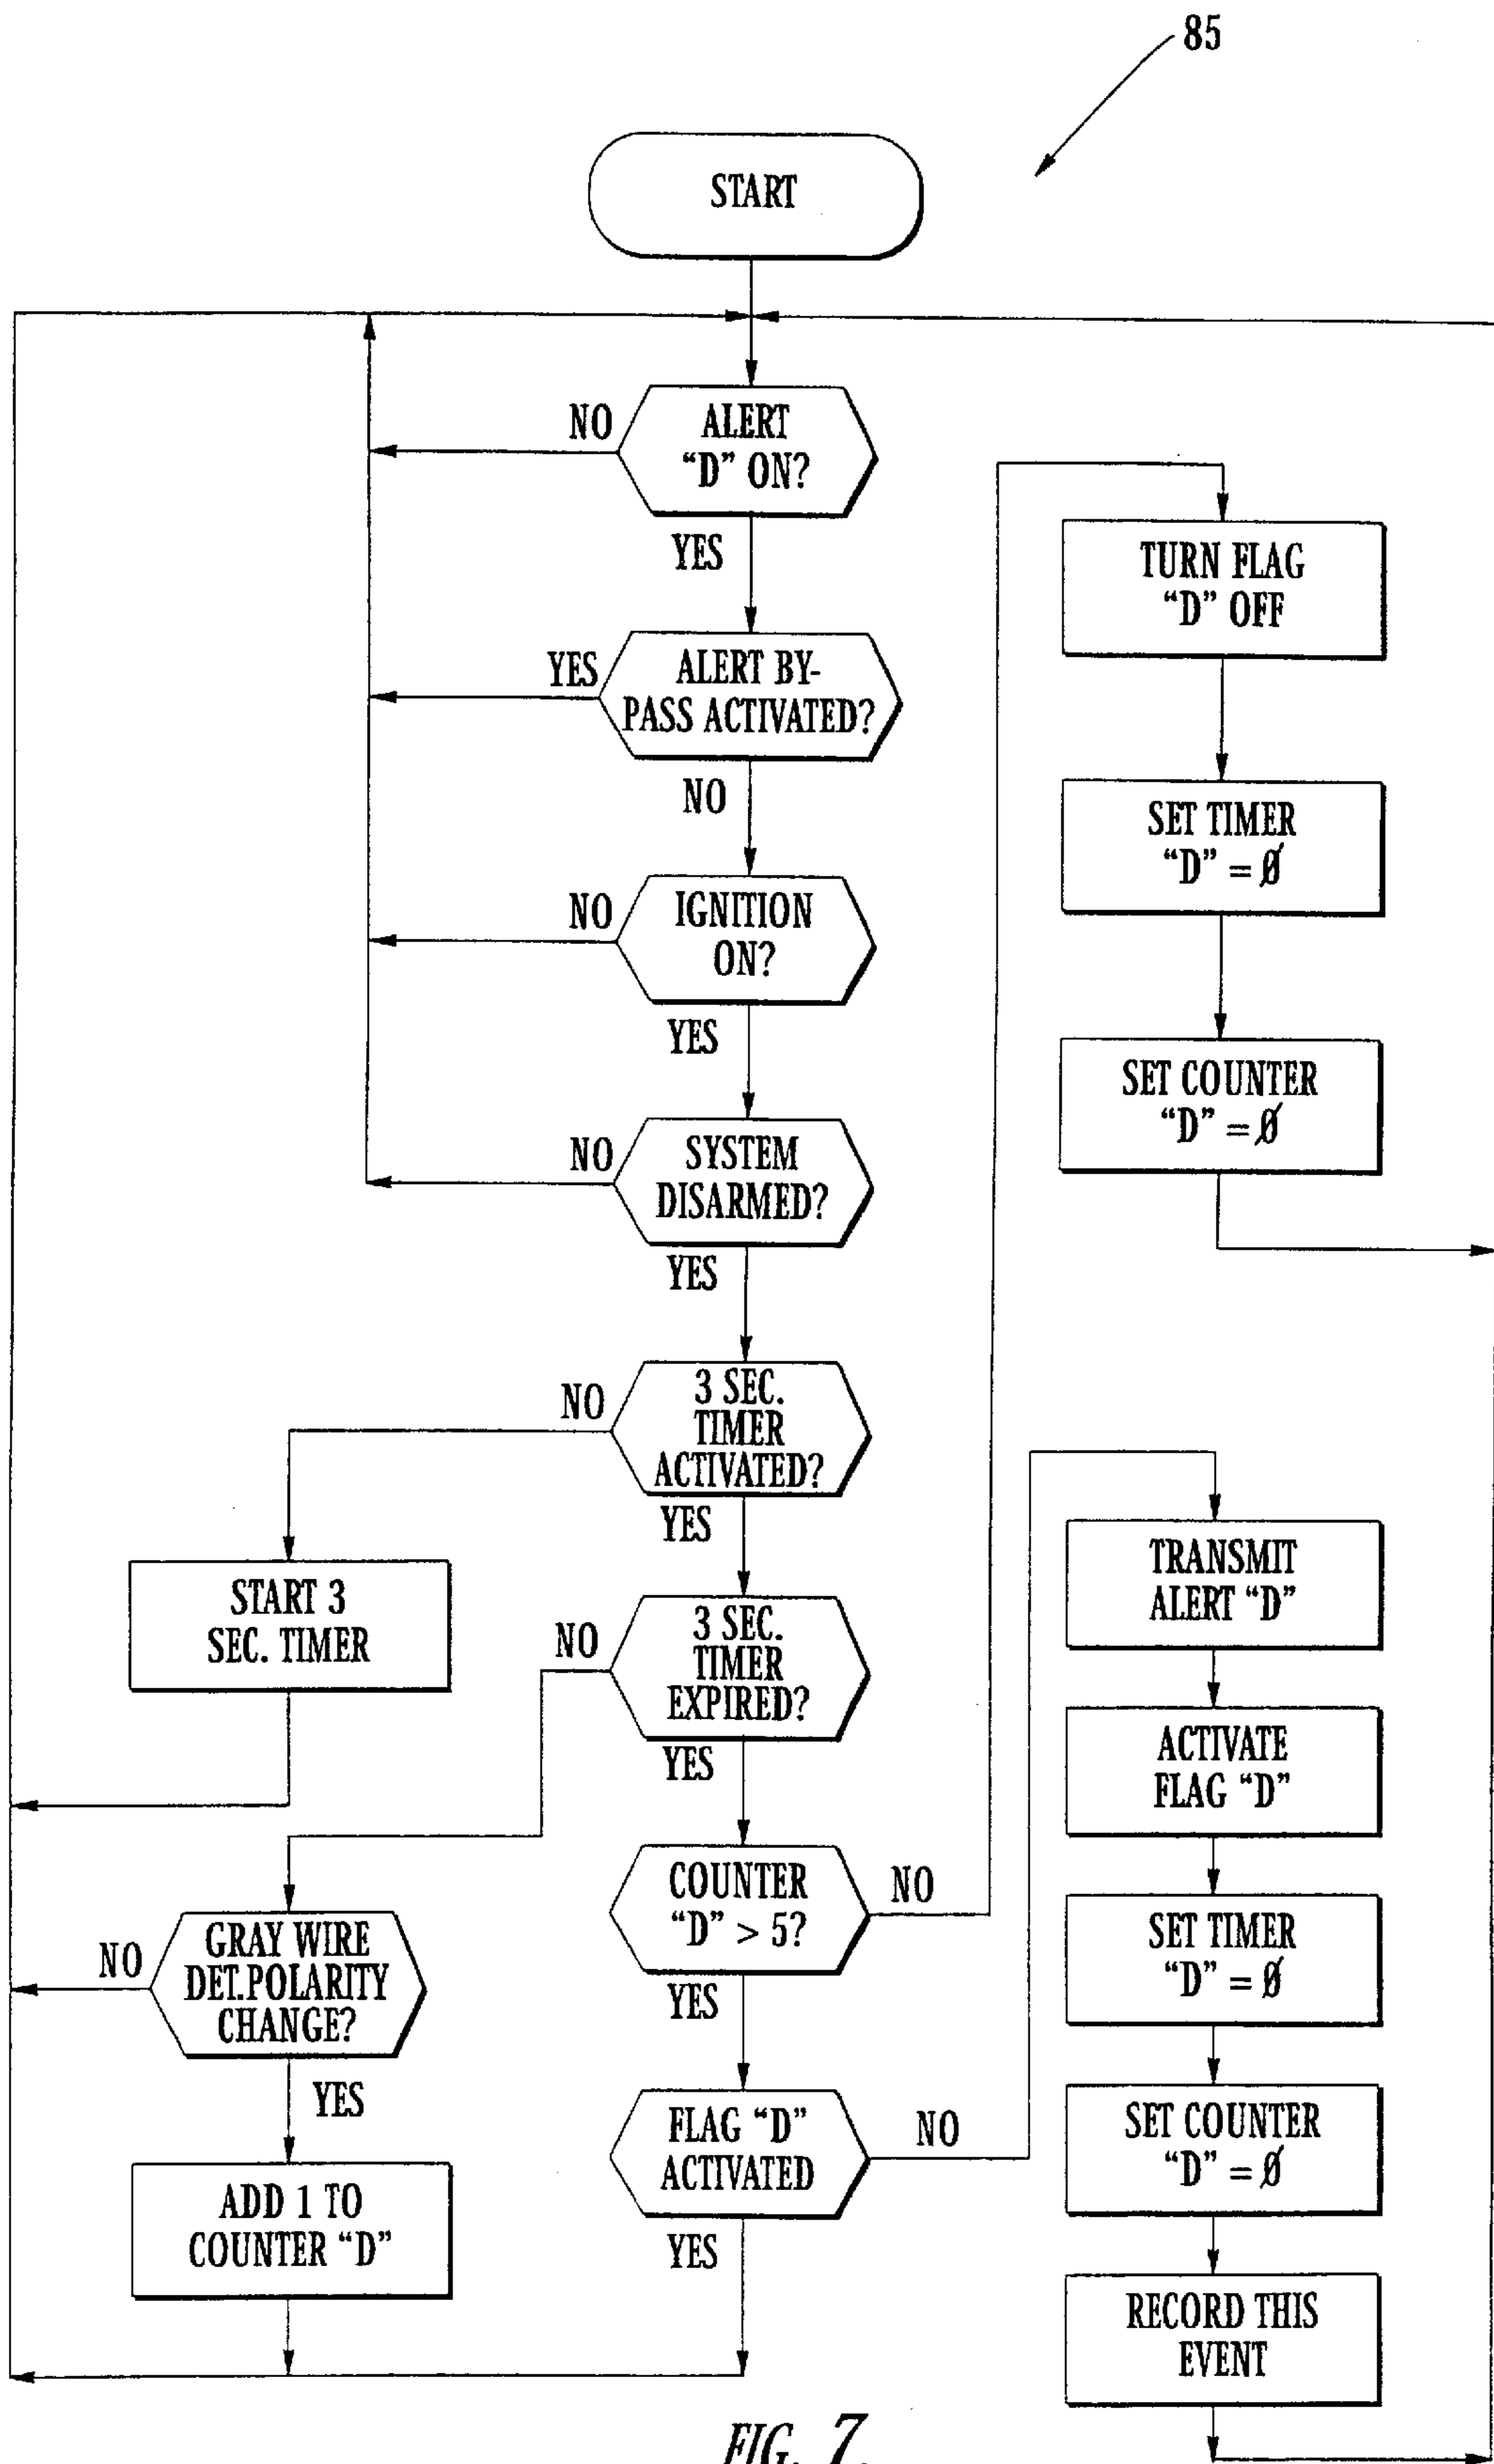 85
START
ALERT
“D” ON?
NO
YES
ALERT BY-
PASS ACTIVATED?
YES
NO
IGNITION
ON?
NO
YES
SYSTEM
DISARMED?
NO
YES
3 SEC.
TIMER
ACTIVATED?
NO
YES
START 3
SEC. TIMER
3 SEC.
TIMER
EXPIRED?
NO
YES
GRAY WIRE
DET.POLARITY
CHANGE?
NO
YES
ADD 1 TO
COUNTER “D”
COUNTER
“D” > 5?
NO
YES
FLAG “D”
ACTIVATED
NO
YES
TURN FLAG
“D” OFF
SET TIMER
“D” = Ø
SET COUNTER
“D” = Ø
TRANSMIT
ALERT “D”
ACTIVATE
FLAG “D”
SET TIMER
“D” = Ø
SET COUNTER
“D” = Ø
RECORD THIS
EVENT
FIG. 7